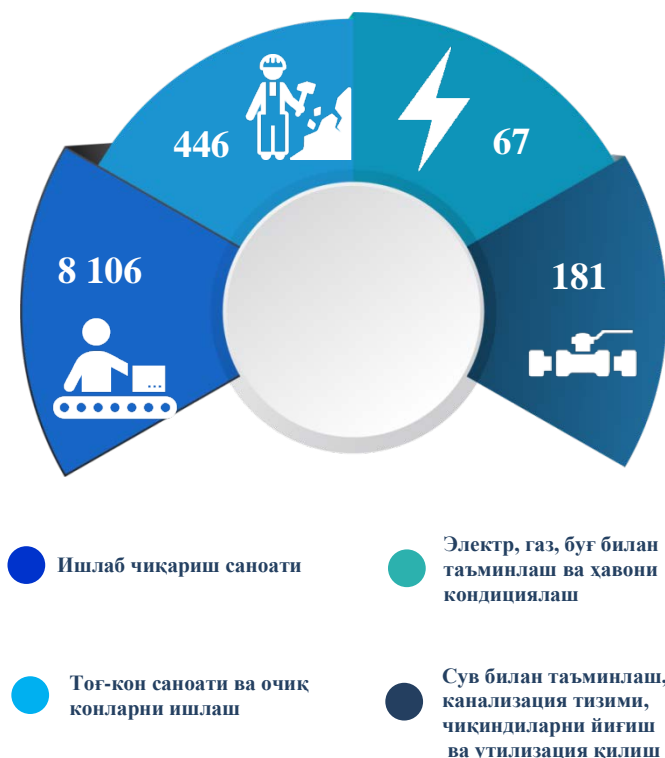 446
67
8 106
181
Ишлаб чиқариш саноати
Электр, газ, буғ билан
таъминлаш ва ҳавони
кондициялаш
Тоғ-кон саноати ва очиқ
конларни ишлаш
Сув билан таъминлаш,
канализация тизими,
чиқиндиларни йиғиш
ва утилизация қилиш